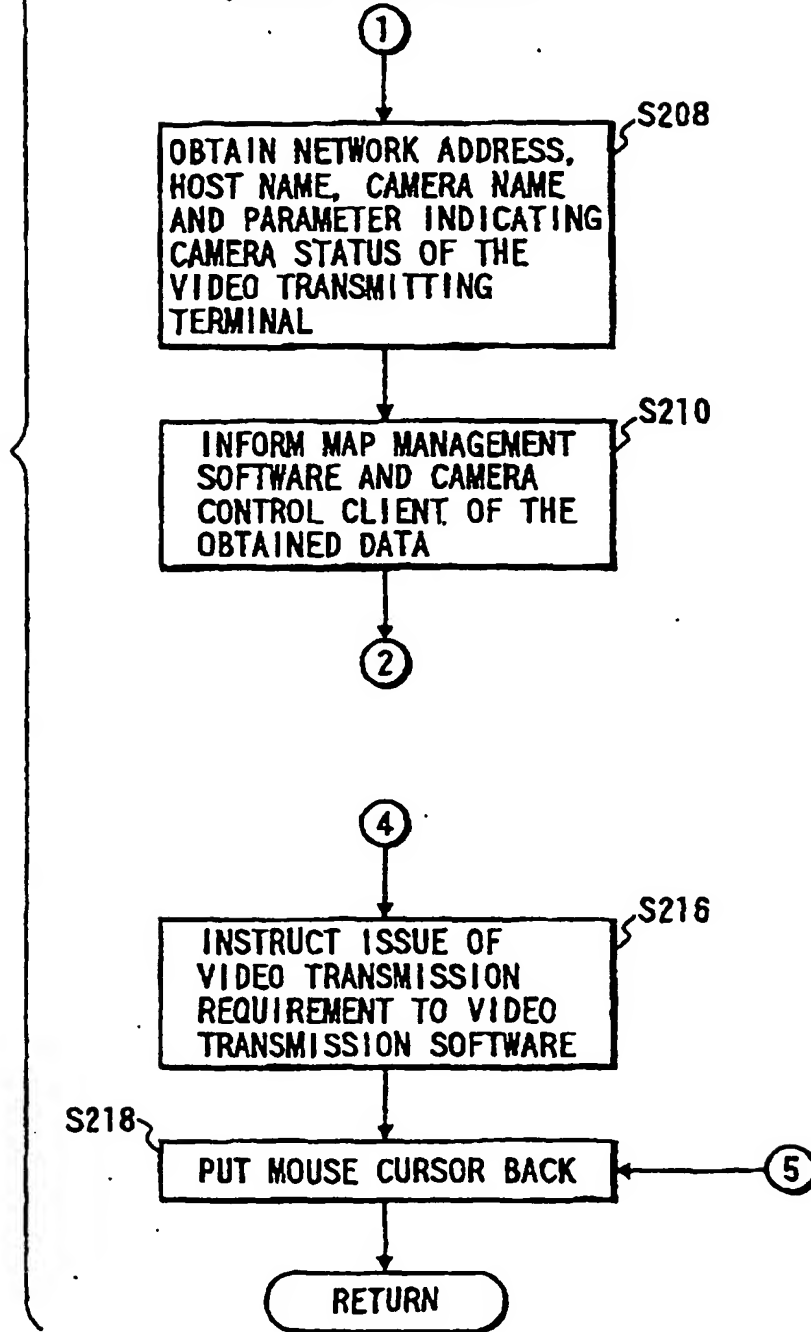 1
S208
OBTAIN NETWORK ADDRESS,
HOST NAME, CAMERA NAME
AND PARAMETER INDICATING
CAMERA STATUS OF THE
VIDEO TRANSMITTING
TERMINAL
S210
INFORM MAP MANAGEMENT
SOFTWARE AND CAMERA
CONTROL CLIENT OF THE
OBTAINED DATA
2
4
S216
INSTRUCT ISSUE OF
VIDEO TRANSMISSION
REQUIREMENT TO VIDEO
TRANSMISSION SOFTWARE
S218
PUT MOUSE CURSOR BACK
5
RETURN